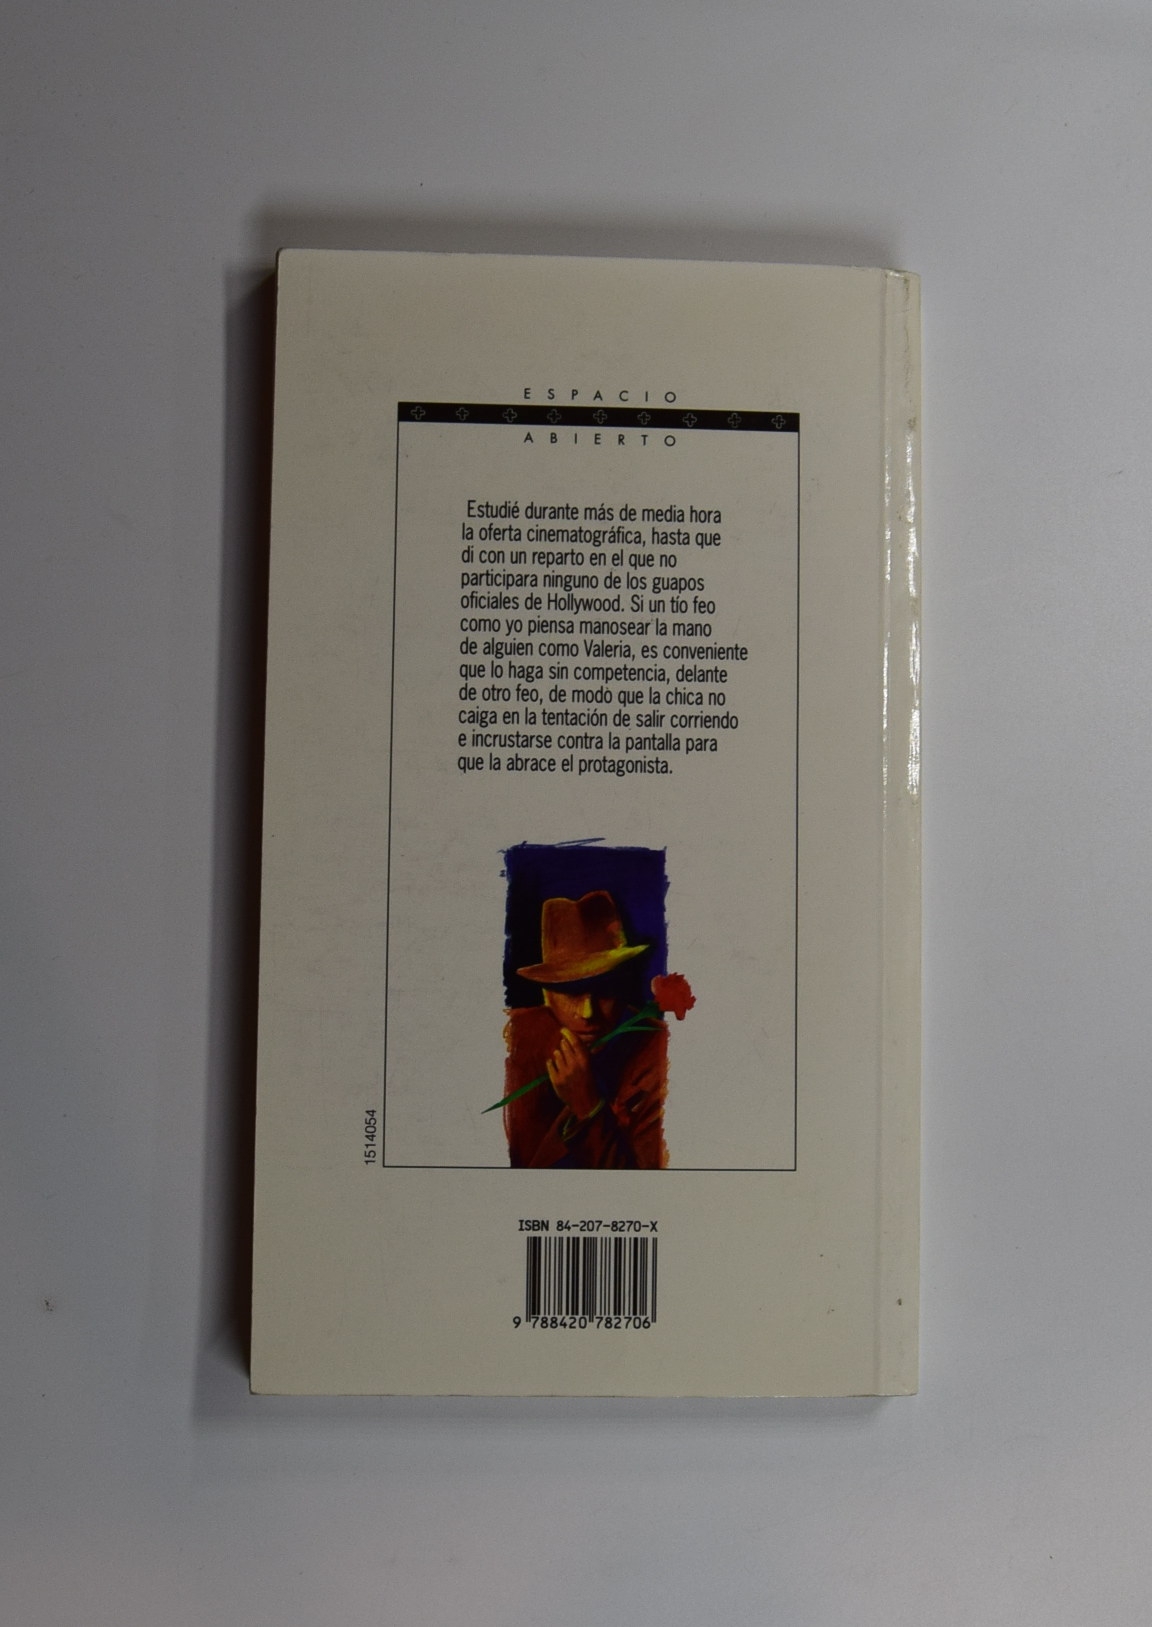 ESPACIO
ABIERTO
Estudié durante más de media hora
la oferta cinematográfica, hasta que
di con un reparto en el que no
participara ninguno de los guapos
oficiales de Hollywood. Si un tío feo
como yo piensa manosear la mano
de alguien como Valeria, es conveniente
que lo haga sin competencia, delante
de otro feo, de modo que la chica no
caiga en la tentación de salir corriendo
e incrustarse contra la pantalla para
que la abrace el protagonista.
1514054
ISBN 84-207-8270-X
9 788420 782706